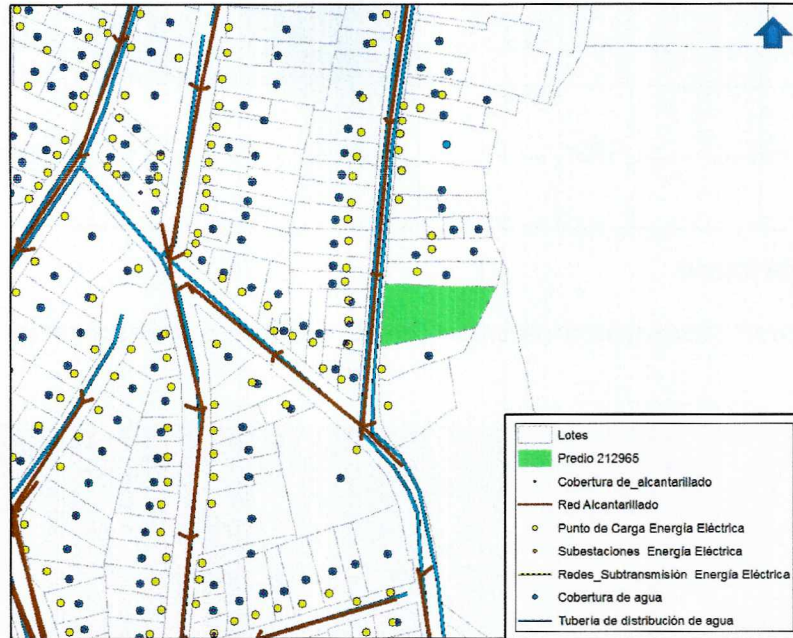 Lotes
Predio 212965
Cobertura de_alcantarillado
Red Alcantarillado
Punto de Carga Energía Eléctrica
Subestaciones Energía Eléctrica
Redes_Subtransmisión Energía Eléctrica
Cobertura de agua
Tubería de distribución de agua